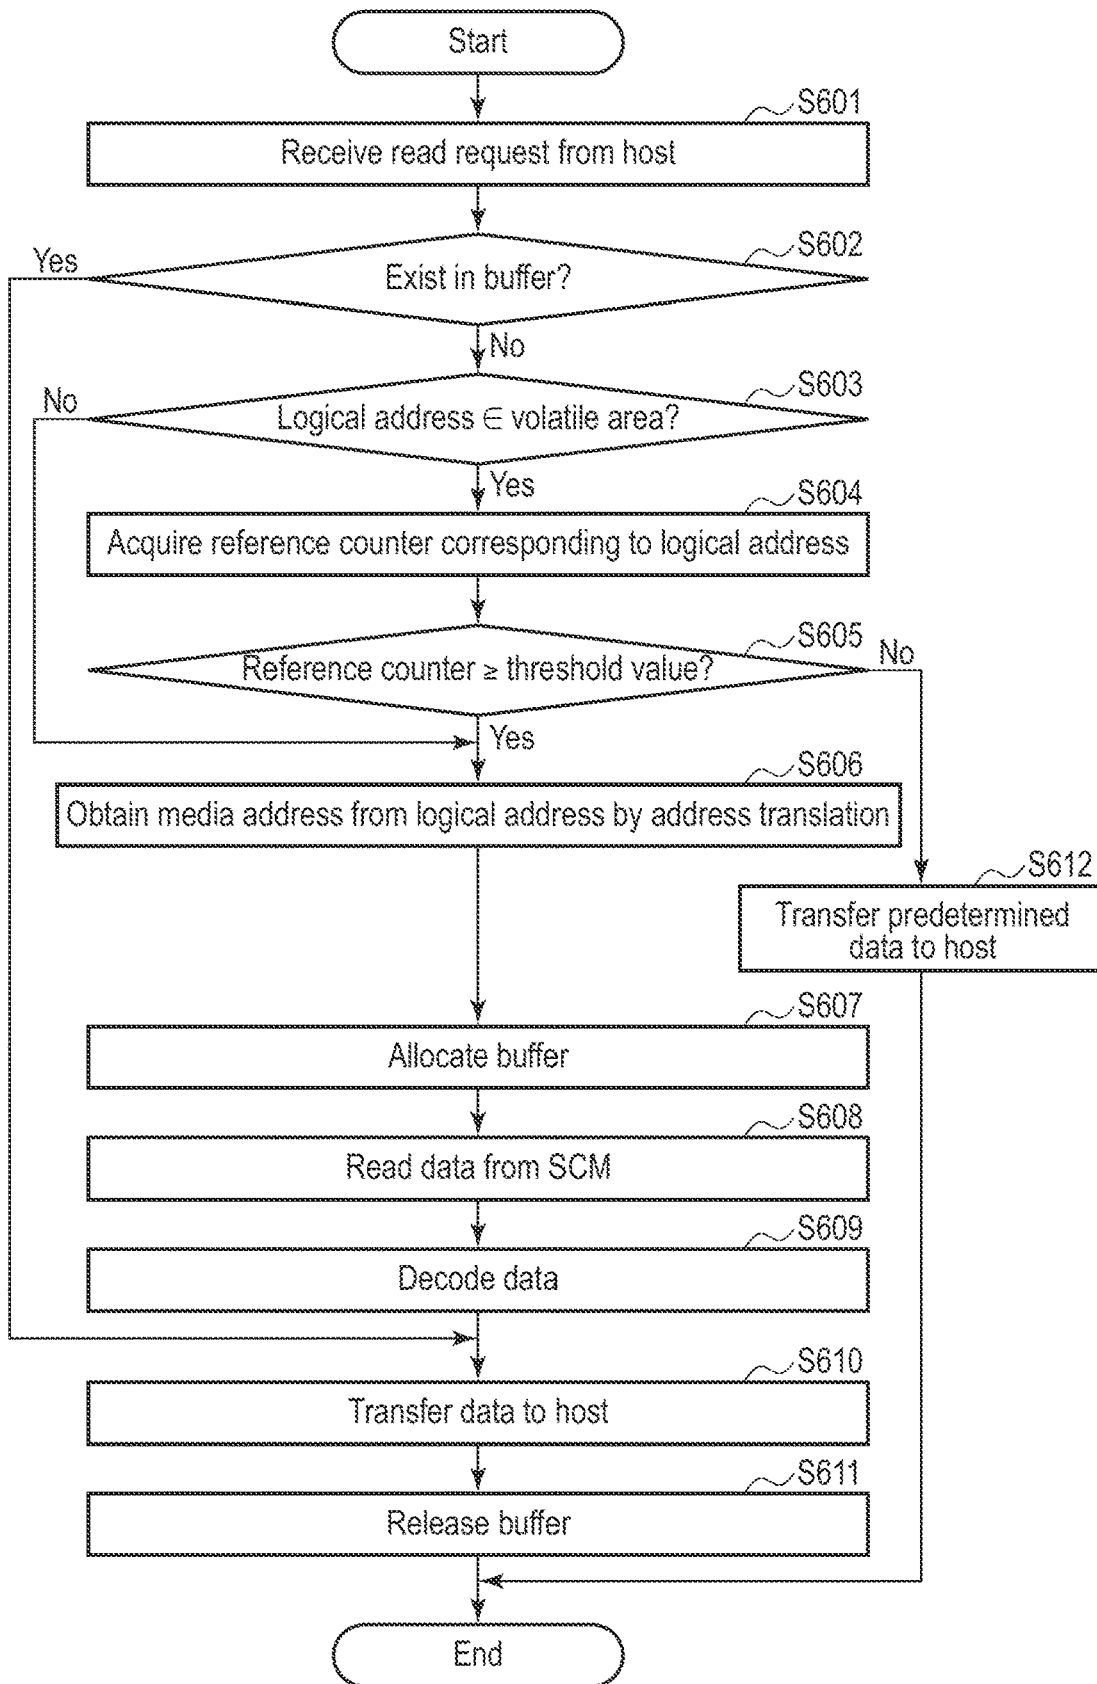 Start
S601
Receive read request from host
S602
Yes
Exist in buffer?
No
S603
No
Logical address ∈ volatile area?
Yes
S604
Acquire reference counter corresponding to logical address
S605
Reference counter ≥ threshold value?
No
Yes
S606
Obtain media address from logical address by address translation
S612
Transfer predetermined
data to host
S607
Allocate buffer
S608
Read data from SCM
S609
Decode data
S610
Transfer data to host
S611
Release buffer
End